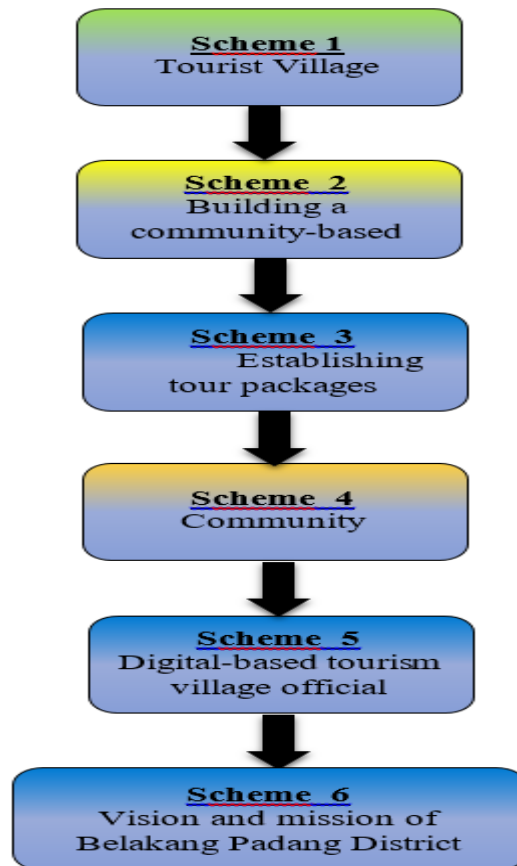 Scheme 1
Tourist Village
Scheme 2
Building a
community-based
Scheme 3
Establishing
tour packages
Scheme 4
Community
Scheme 5
Digital-based tourism
village official
Scheme 6
Vision and mission of
Belakang Padang District